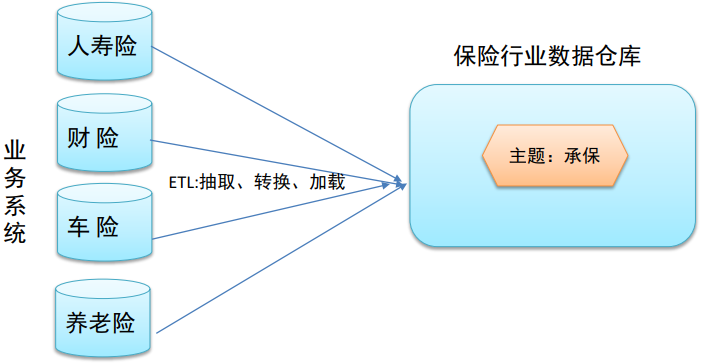 人寿险
保险行业数据仓库
财 险
主题：承保
业务系统
ETL:抽取、转换、加载
车 险
养老险